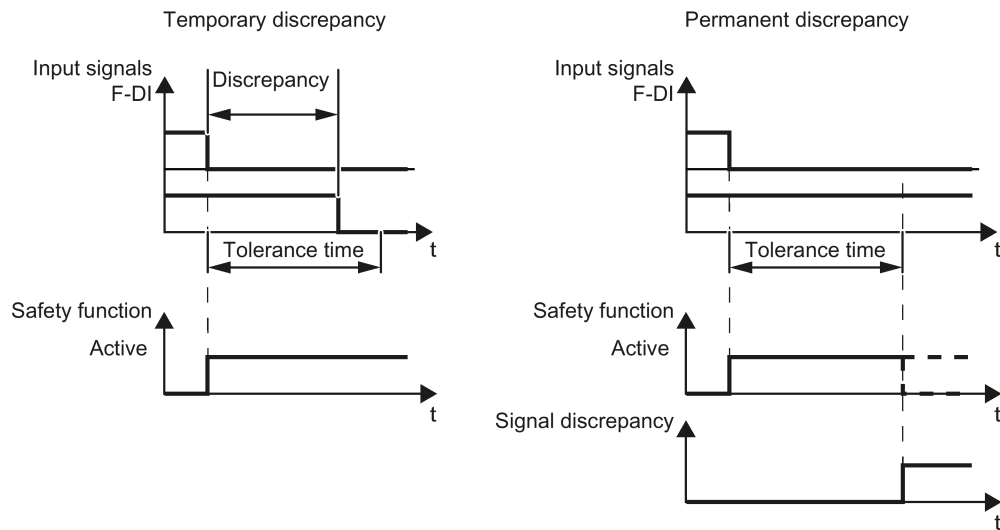 Temporary discrepancy
Input signals
F-DI
Discrepancy
t
Tolerance time
Safety function
Active
t
Permanent discrepancy
Input signals
F-DI
t
Tolerance time
Safety function
Active
t
Signal discrepancy
t